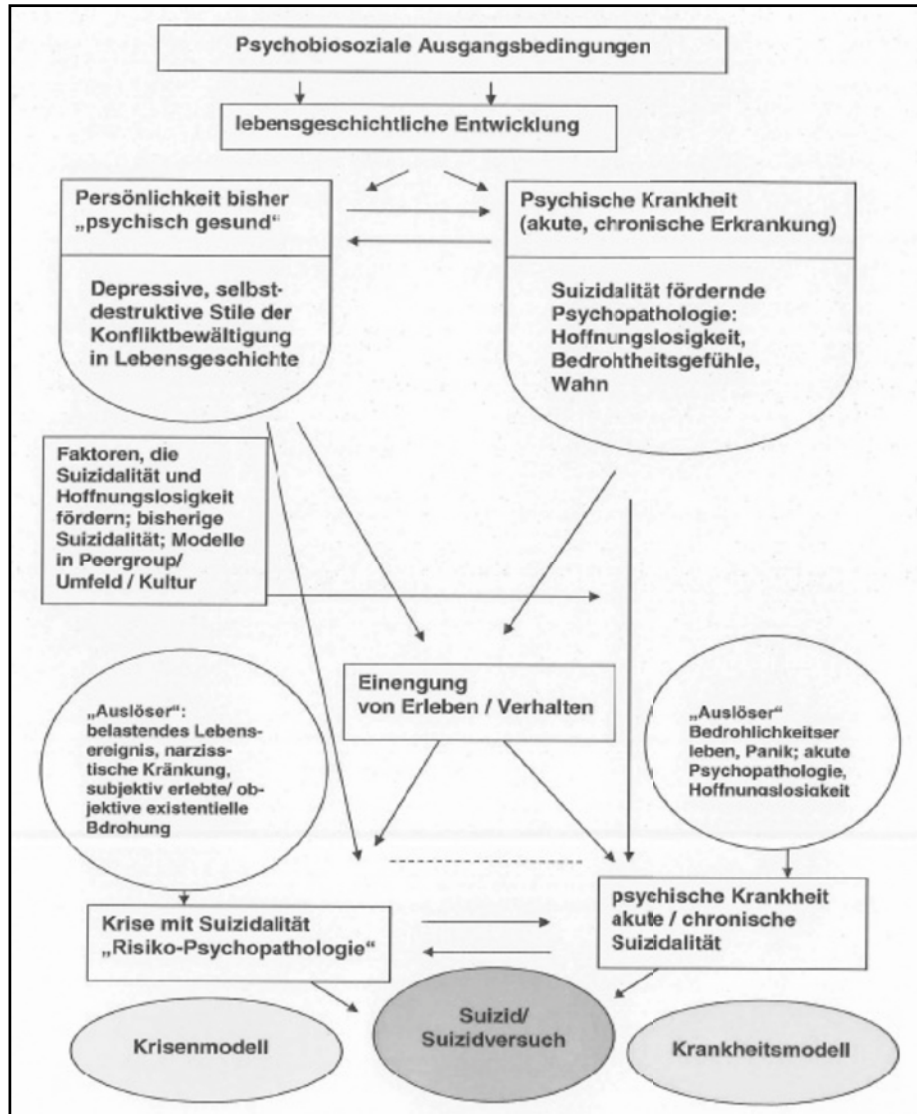 Psychobiosoziale Ausgangsbedingungen
lebensgeschichtliche Entwicklung
Persönlichkeit bisher
„psychisch gesund“
Psychische Krankheit
(akute, chronische Erkrankung)
Depressive, selbst-
destruktive Stile der
Konfliktbewältigung
in Lebensgeschichte
Suizidalität fördernde
Psychopathologie:
Hoffnungslosigkeit,
Bedrohtheitsgefühle,
Wahn
Faktoren, die
Suizidalität und
Hoffnungslosigkeit
fördern; bisherige
Suizidalität; Modelle
in Peergroup/
Umfeld / Kultur
Einengung
von Erleben / Verhalten
„Auslöser“:
belastendes Lebens-
ereignis, narziss-
tische Kränkung,
subjektiv erlebte/ ob-
jektive existentielle
Bdrohung
„Auslöser“
Bedrohlichkeitser
leben, Panik; akute
Psychopathologie,
Hoffnungslosigkeit
Krise mit Suizidalität
„Risiko-Psychopathologie“
psychische Krankheit
akute / chronische
Suizidalität
Krisenmodell
Suizid/
Suizidversuch
Krankheitsmodell